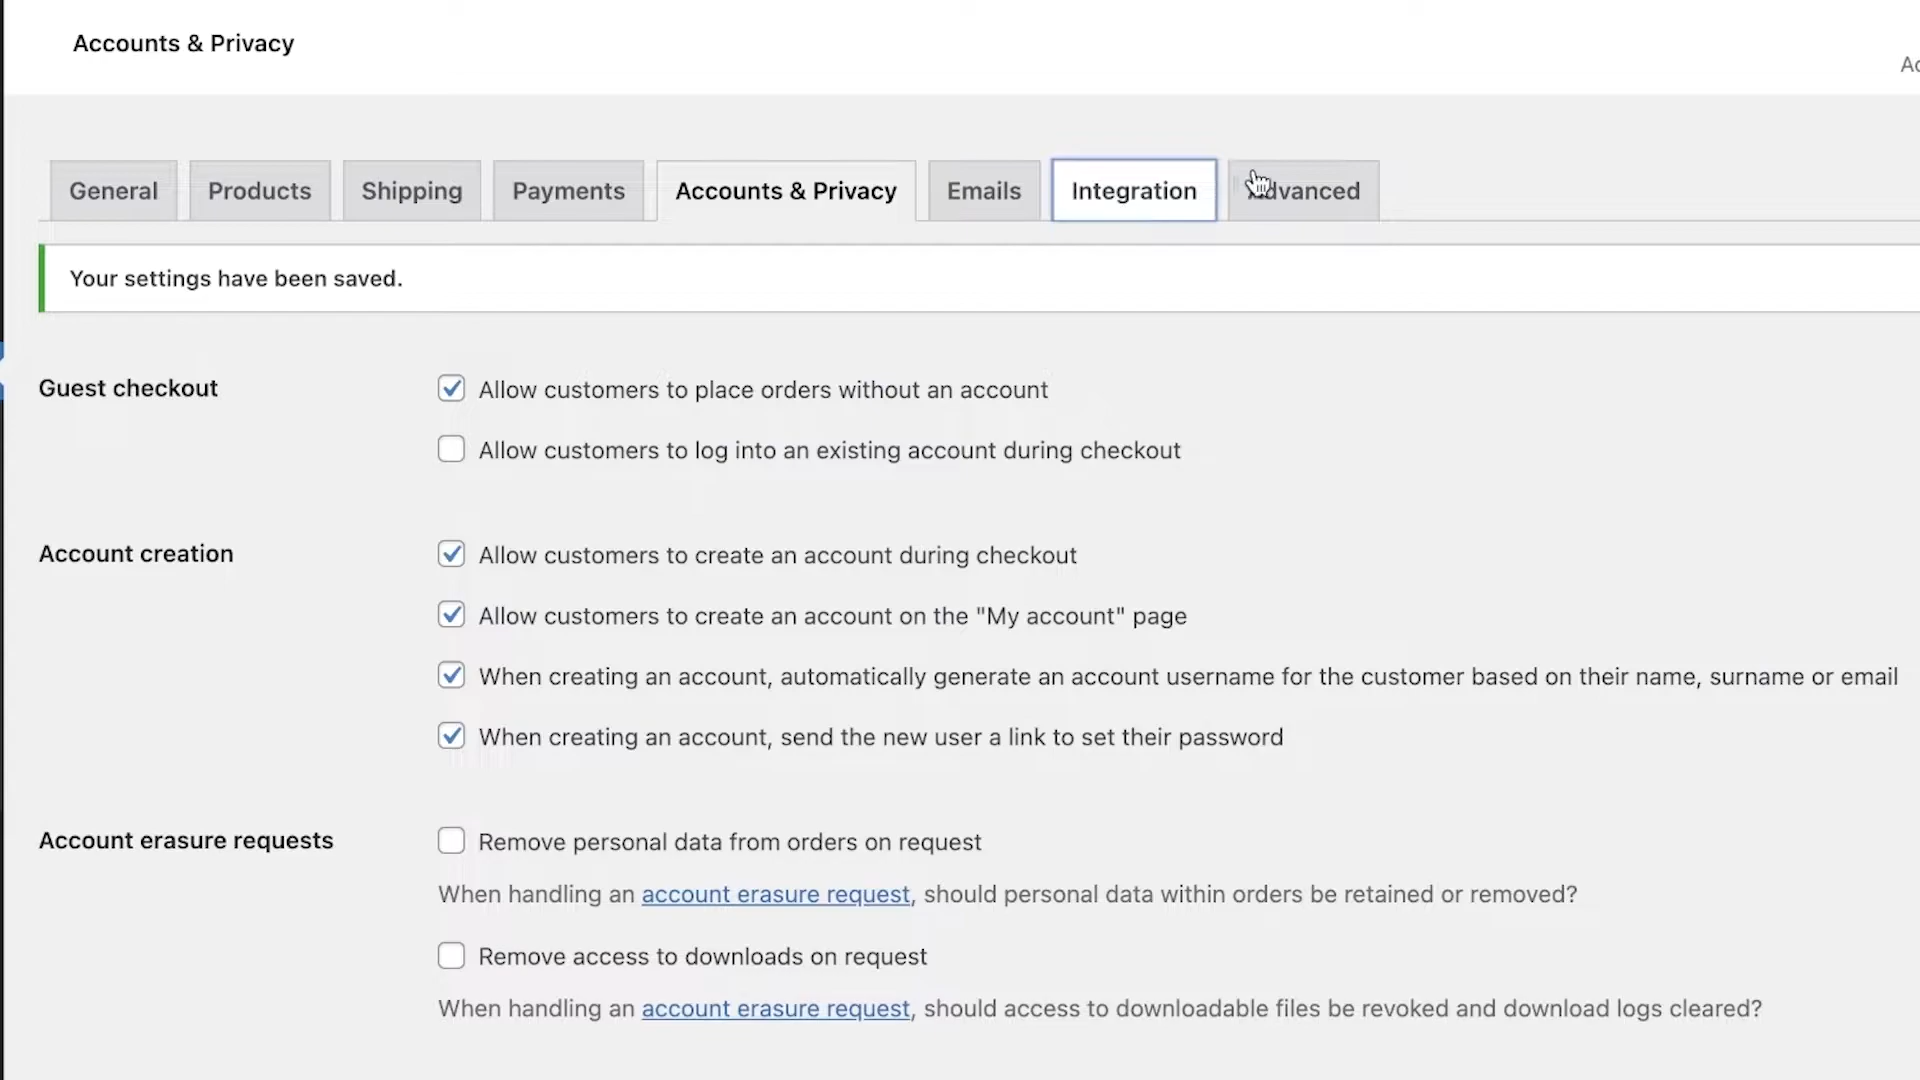 Accounts & Privacy
General Products Shipping Payments Accounts & Privacy Emails Integration Advanced
Your settings have been saved.
Guest checkout
Allow customers to place orders without an account
Allow customers to log into an existing account during checkout
Account creation
Allow customers to create an account during checkout
Allow customers to create an account on the "My account" page
When creating an account, automatically generate an account username for the customer based on their name, surname or email
When creating an account, send the new user a link to set their password
Account erasure requests
Remove personal data from orders on request
When handling an account erasure request, should personal data within orders be retained or removed?
Remove access to downloads on request
When handling an account erasure request, should access to downloadable files be revoked and download logs cleared?